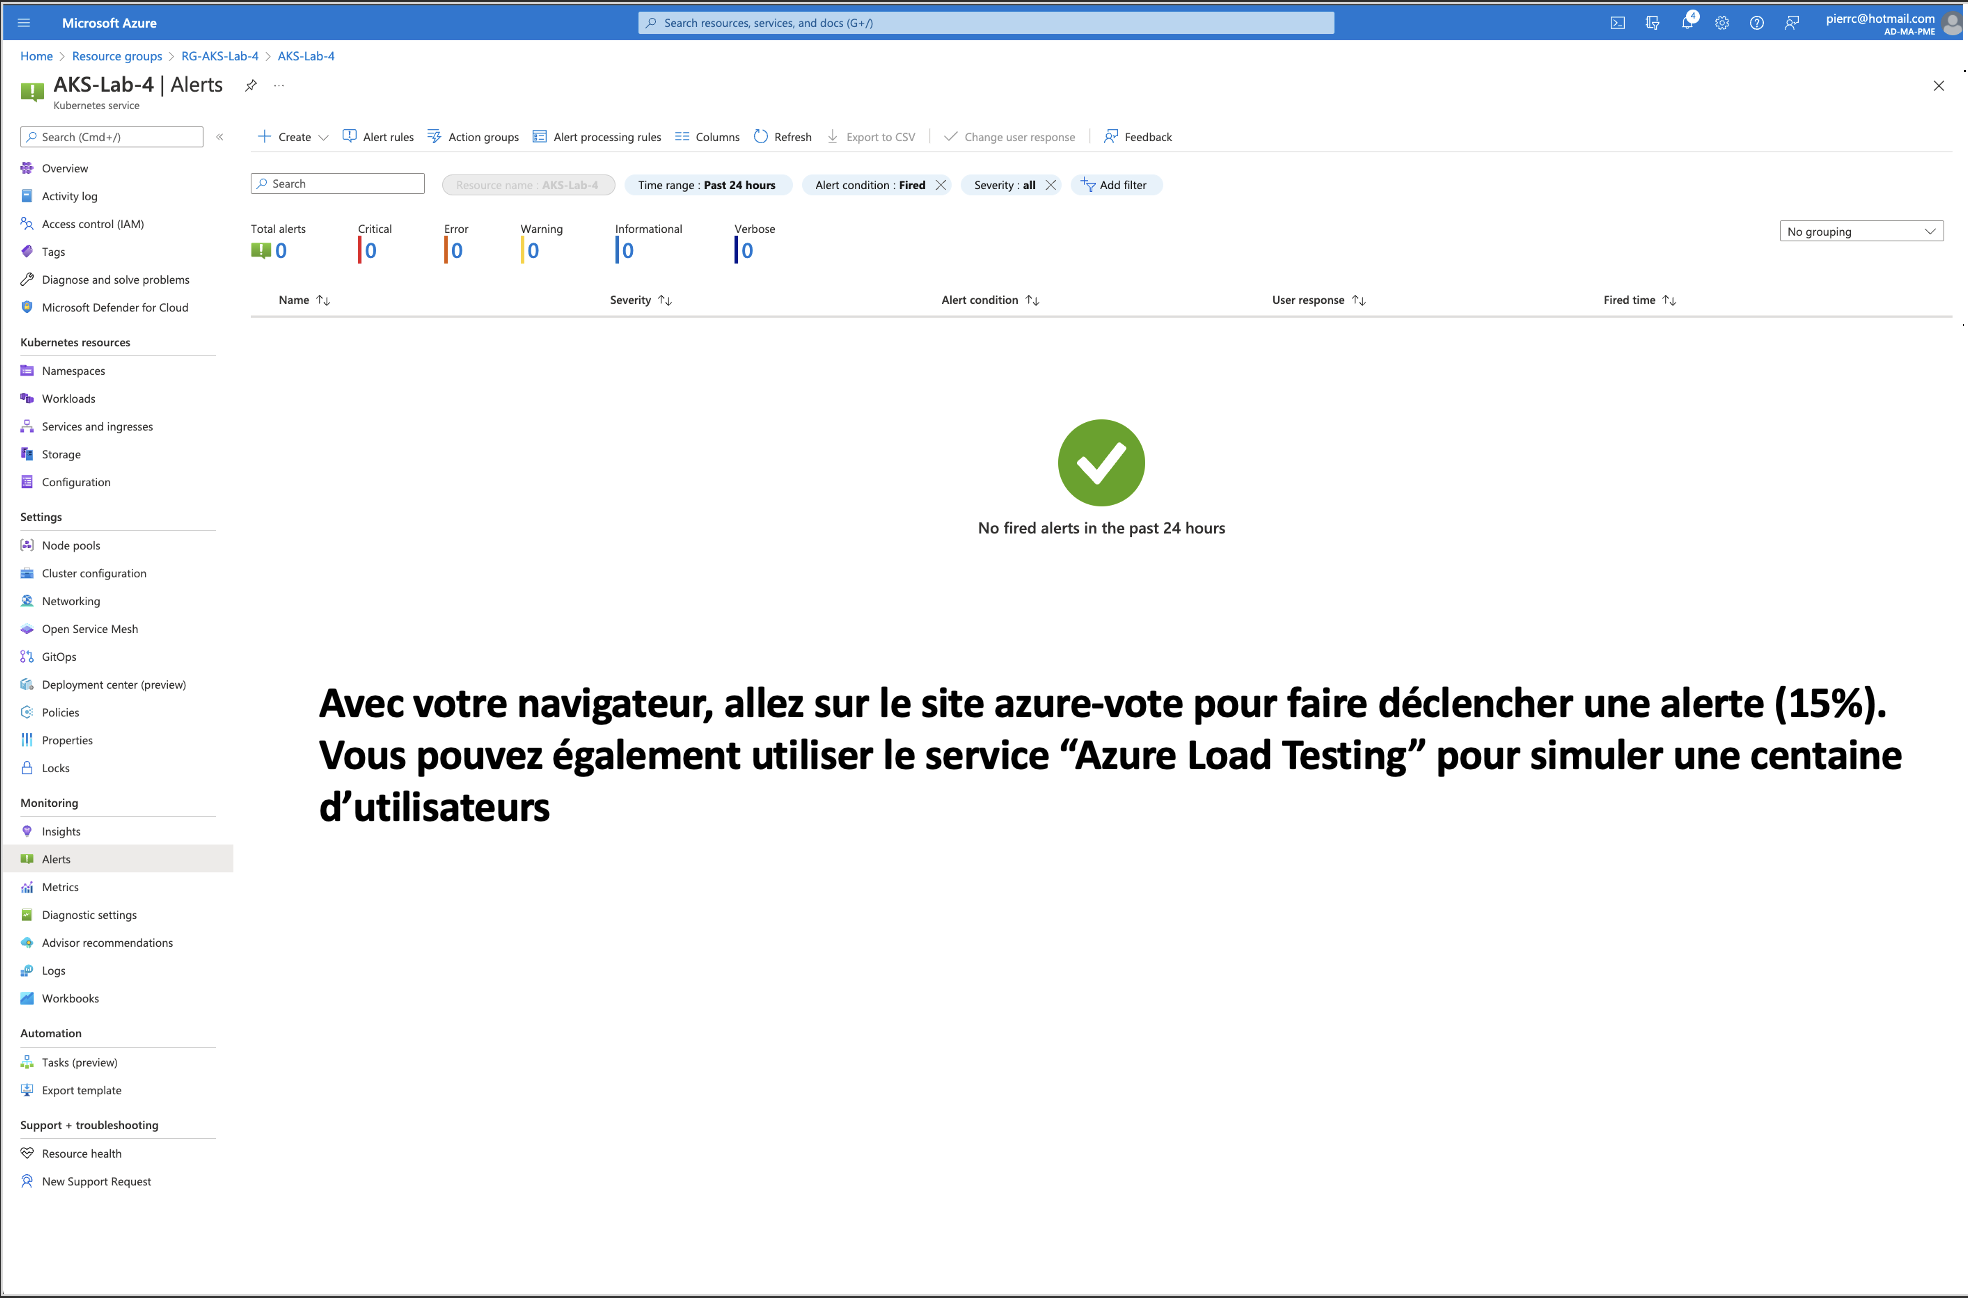 Microsoft Azure
Search resources, services, and docs (G+/)
4
pierrc@hotmail.com
AD-MA-PME
Home > Resource groups > RG-AKS-Lab-4 > AKS-Lab-4
AKS-Lab-4 | Alerts
Kubernetes service
Search (Cmd+/)
Overview
Activity log
Access control (IAM)
Tags
Diagnose and solve problems
Microsoft Defender for Cloud
Kubernetes resources
Namespaces
Workloads
Services and ingresses
Storage
Configuration
Settings
Node pools
Cluster configuration
Networking
Open Service Mesh
GitOps
Deployment center (preview)
Policies
Properties
Locks
Monitoring
Insights
Alerts
Metrics
Diagnostic settings
Advisor recommendations
Logs
Workbooks
Automation
Tasks (preview)
Export template
Support + troubleshooting
Resource health
New Support Request
Create Alert rules Action groups Alert processing rules Columns Refresh Export to CSV Change user response Feedback
Search Resource name : AKS-Lab-4 Time range : Past 24 hours Alert condition : Fired Severity : all Add filter
Total alerts Critical Error Warning Informational Verbose
0 0 0 0 0 0
No grouping
Name Severity Alert condition User response Fired time
No fired alerts in the past 24 hours
Avec votre navigateur, allez sur le site azure-vote pour faire déclencher une alerte (15%).
Vous pouvez également utiliser le service “Azure Load Testing” pour simuler une centaine
d’utilisateurs